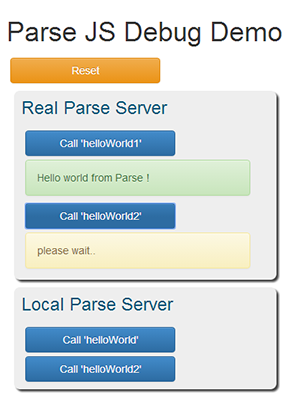 Parse JS Debug Demo
Reset
Real Parse Server
Call 'helloWorld1'
Hello world from Parse !
Call 'helloWorld2'
please wait..
Local Parse Server
Call 'helloWorld'
Call 'helloWorld2'